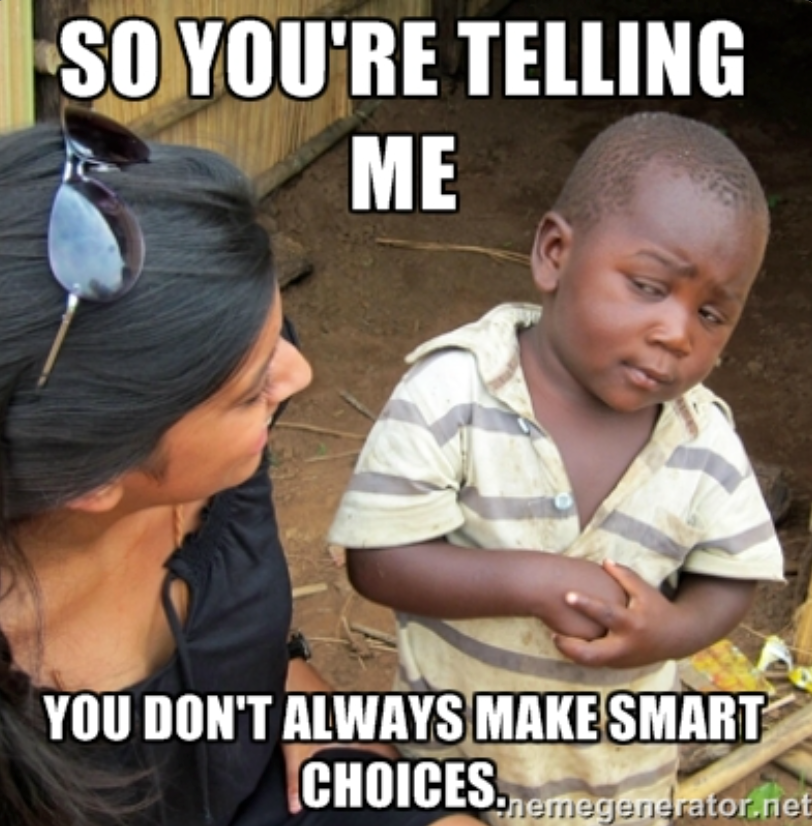 SO YOU'RE TELLING
ME
YOU DON'T ALWAYS MAKE SMART
CHOICES.
memegenerator.net